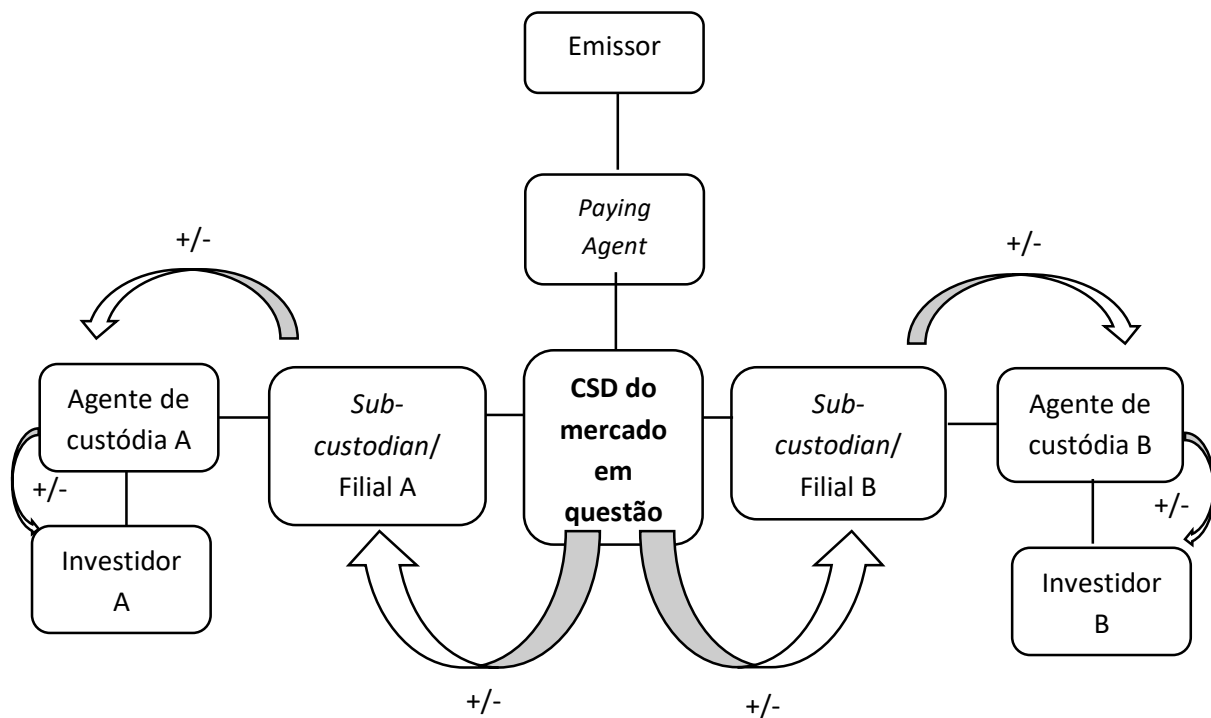 Emissor
Paying
Agent
+/-
+/-
Agente de
custódia A
Sub-
custodian/
Filial A
CSD do
mercado
em
questão
Sub-
custodian/
Filial B
Agente de
custódia B
+/-
+/-
Investidor
A
Investidor
B
+/-
+/-